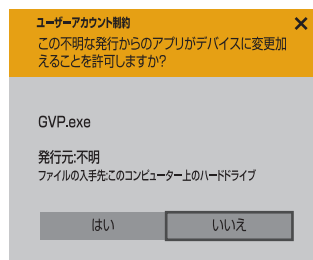 ユーザーアカウント制約
この不明な発行からのアプリがデバイスに変更加
えることを許可しますか?
GVP.exe
発行元:不明
ファイルの入手先:このコンピューター上のハードドライブ
はい
いいえ